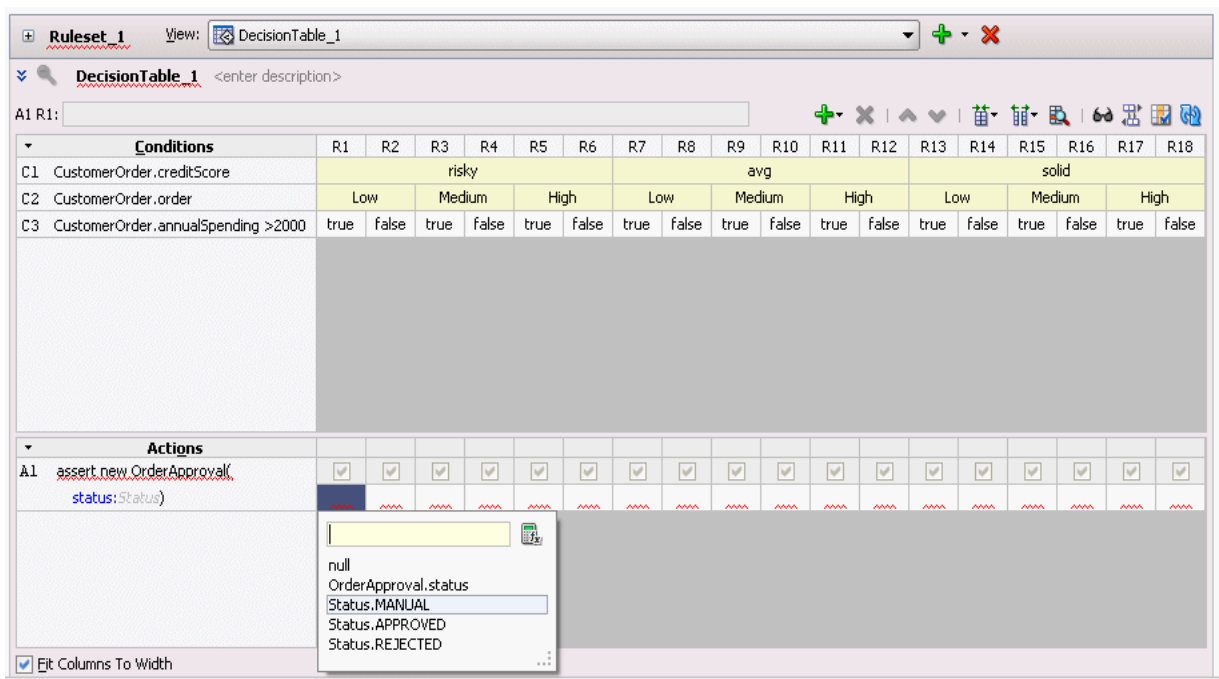 Ruleset_1 View: DecisionTable_1
DecisionTable_1 <enter description>
A1 R1:
Conditions R1 R2 R3 R4 R5 R6 R7 R8 R9 R10 R11 R12 R13 R14 R15 R16 R17 R18
C1 CustomerOrder.creditScore risky avg solid
C2 CustomerOrder.order Low Medium High Low Medium High Low Medium High
C3 CustomerOrder.annualSpending >2000 true false true false true false true false true false true false true false true false true false
Actions
A1 assert new OrderApproval(
status:Status)
null
OrderApproval.status
Status.MANUAL
Status.APPROVED
Status.REJECTED
Fit Columns To Width